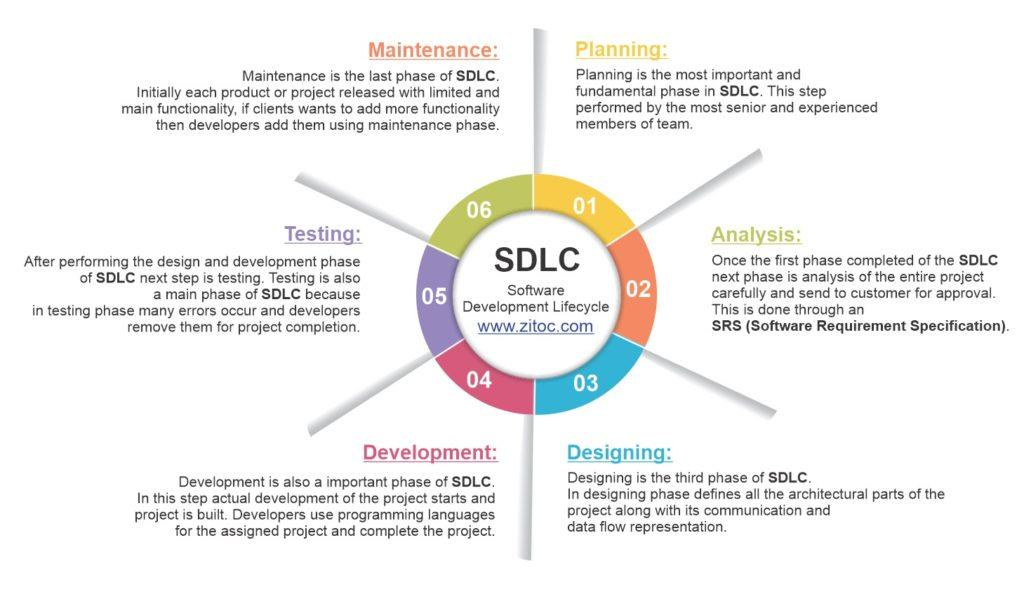 Maintenance:
Maintenance is the last phase of SDLC.
Initially each product or project released with limited and
main functionality, if clients wants to add more functionality
then developers add them using maintenance phase.
Planning:
Planning is the most important and
fundamental phase in SDLC. This step
performed by the most senior and experienced
members of team.
Testing:
After performing the design and development phase
of SDLC next step is testing. Testing is also
a main phase of SDLC because
in testing phase many errors occur and developers
remove them for project completion.
06
01
05
02
04
03
SDLC
Software
Development Lifecycle
www.zitoc.com
Analysis:
Once the first phase completed of the SDLC
next phase is analysis of the entire project
carefully and send to customer for approval.
This is done through an
SRS (Software Requirement Specification).
Development:
Development is also a important phase of SDLC.
In this step actual development of the project starts and
project is built. Developers use programming languages
for the assigned project and complete the project.
Designing:
Designing is the third phase of SDLC.
In designing phase defines all the architectural parts of the
project along with its communication and
data flow representation.